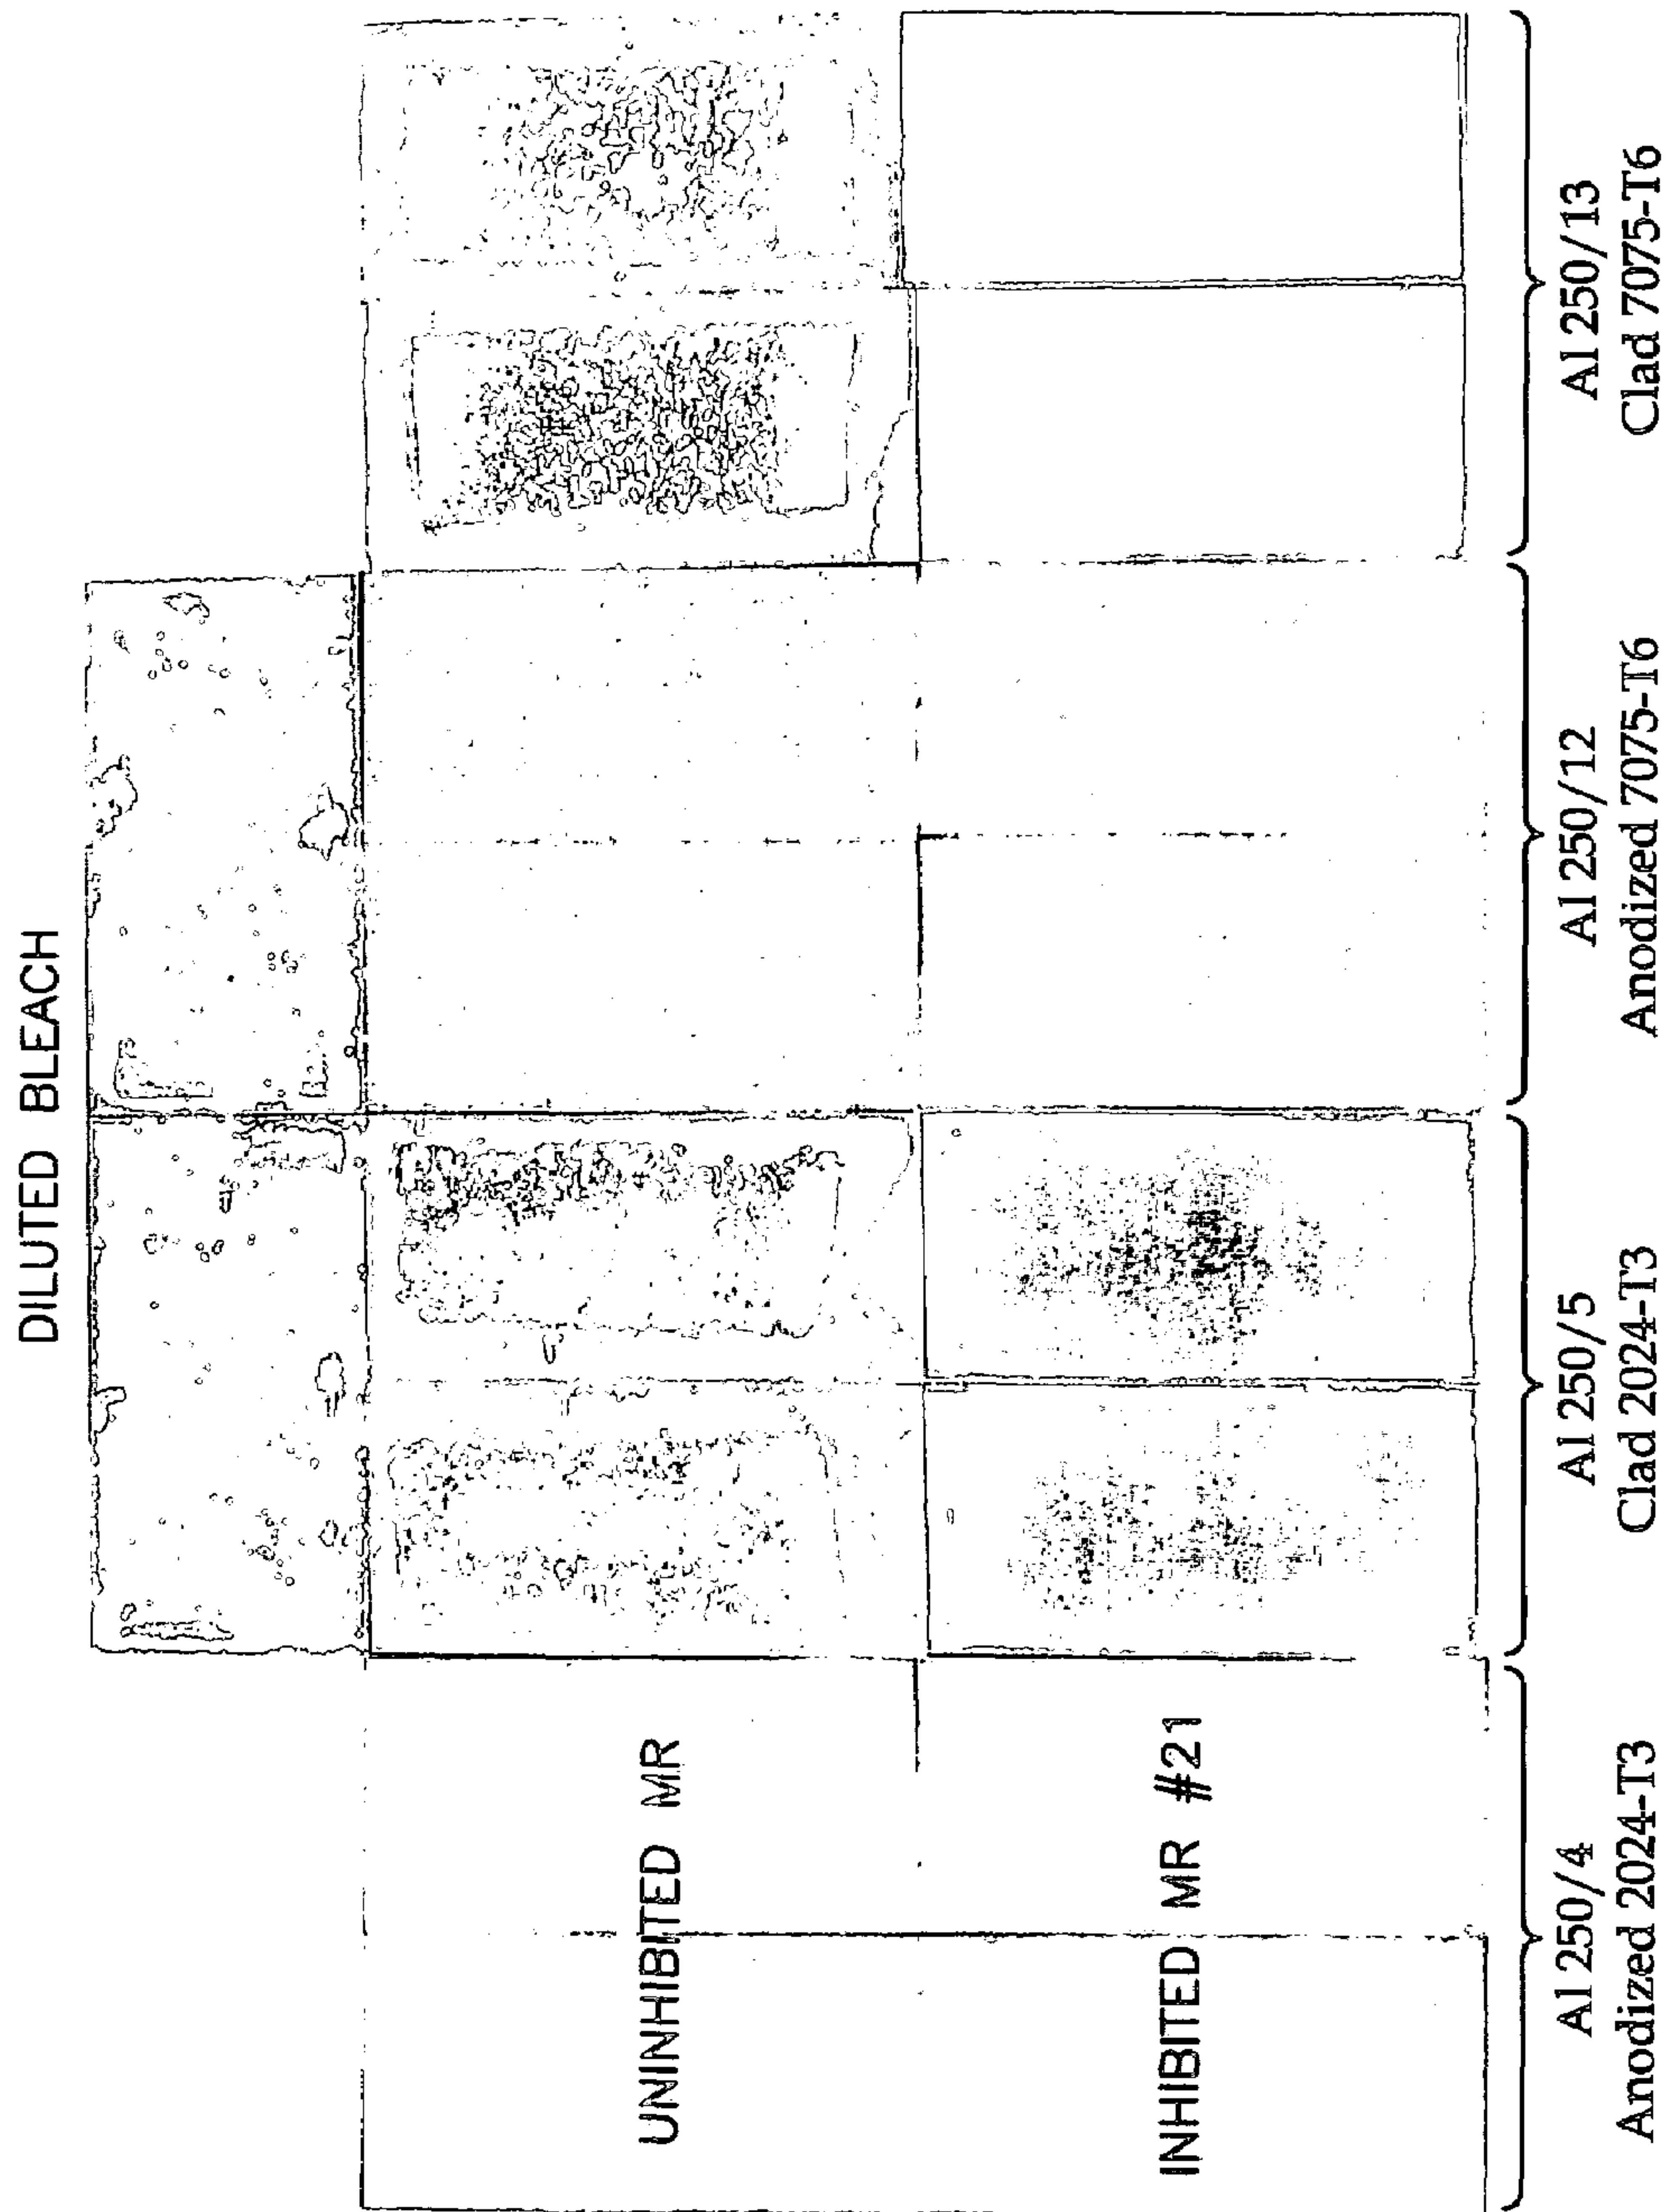 DILUTED BLEACH
UNINHIBITED MR
INHIBITED MR #21
Al 250/4
Anodized 2024-T3
Al 250/5
Clad 2024-T3
Al 250/12
Anodized 7075-T6
Al 250/13
Clad 7075-T6